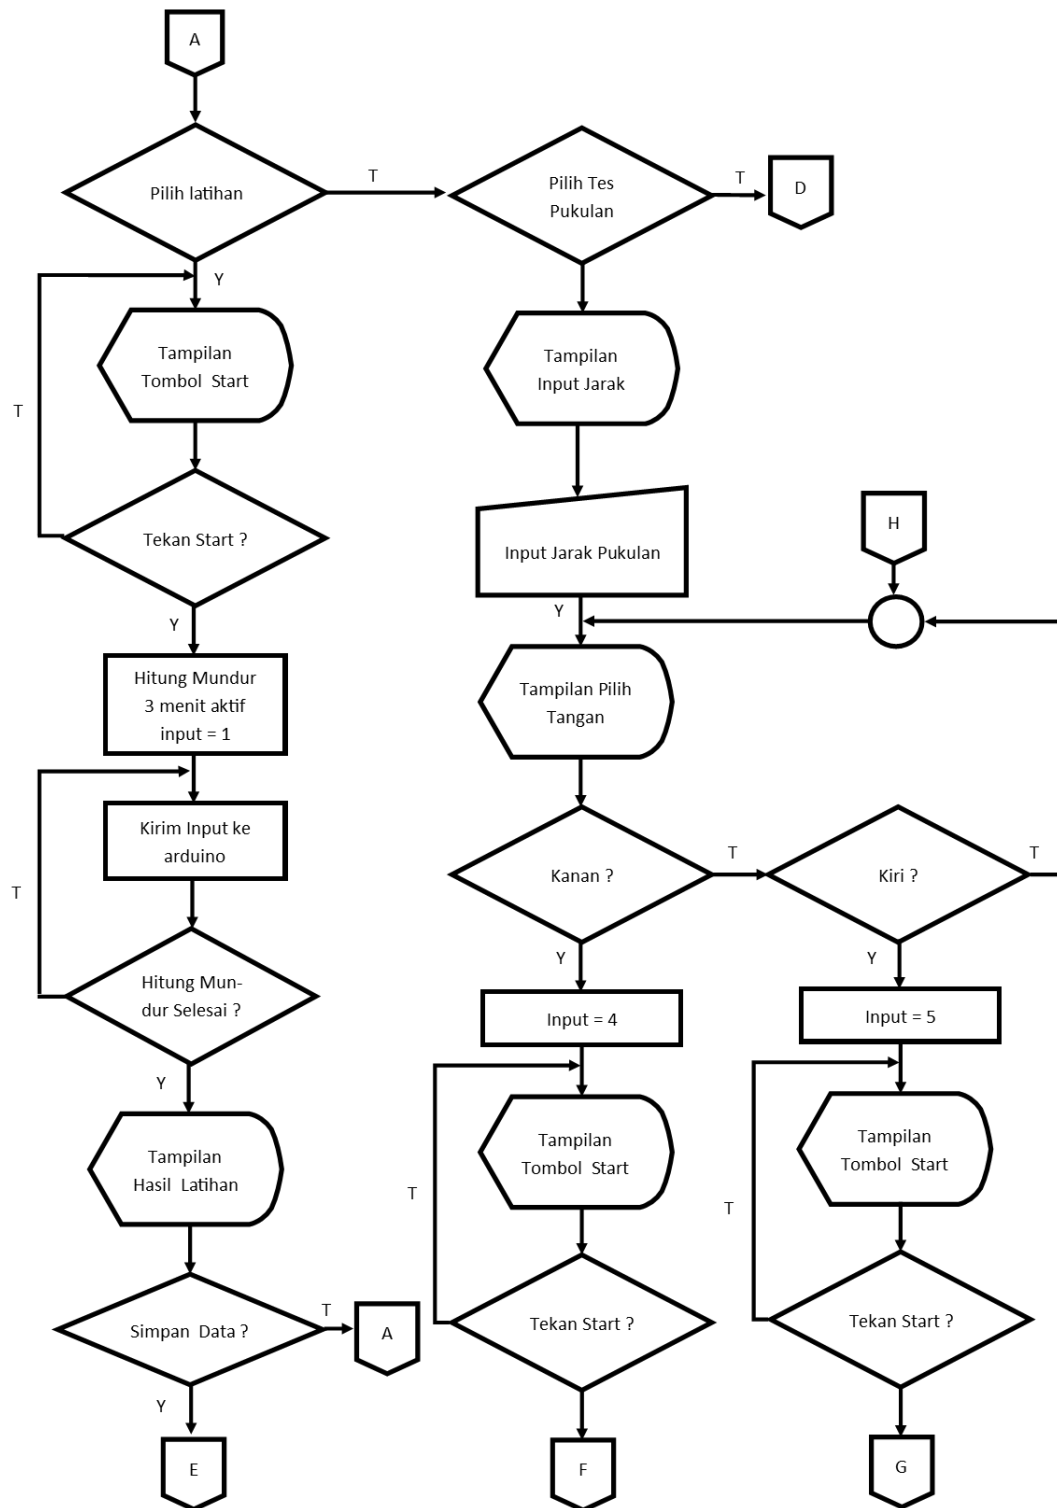 A
Pilih latihan
T
Pilih Tes
Pukulan
T
D
Y
Tampilan
Tombol Start
T
Tekan Start ?
Y
Hitung Mundur
3 menit aktif
input = 1
Kirim Input ke
arduino
T
Hitung Mun-
dur Selesai ?
Y
Tampilan
Hasil Latihan
Simpan Data ?
T
A
Y
E
Tampilan
Input Jarak
Input Jarak Pukulan
Y
H
Tampilan Pilih
Tangan
Kanan ?
T
Kiri ?
T
Y
Input = 4
Tampilan
Tombol Start
T
Tekan Start ?
F
Y
Input = 5
Tampilan
Tombol Start
T
Tekan Start ?
G